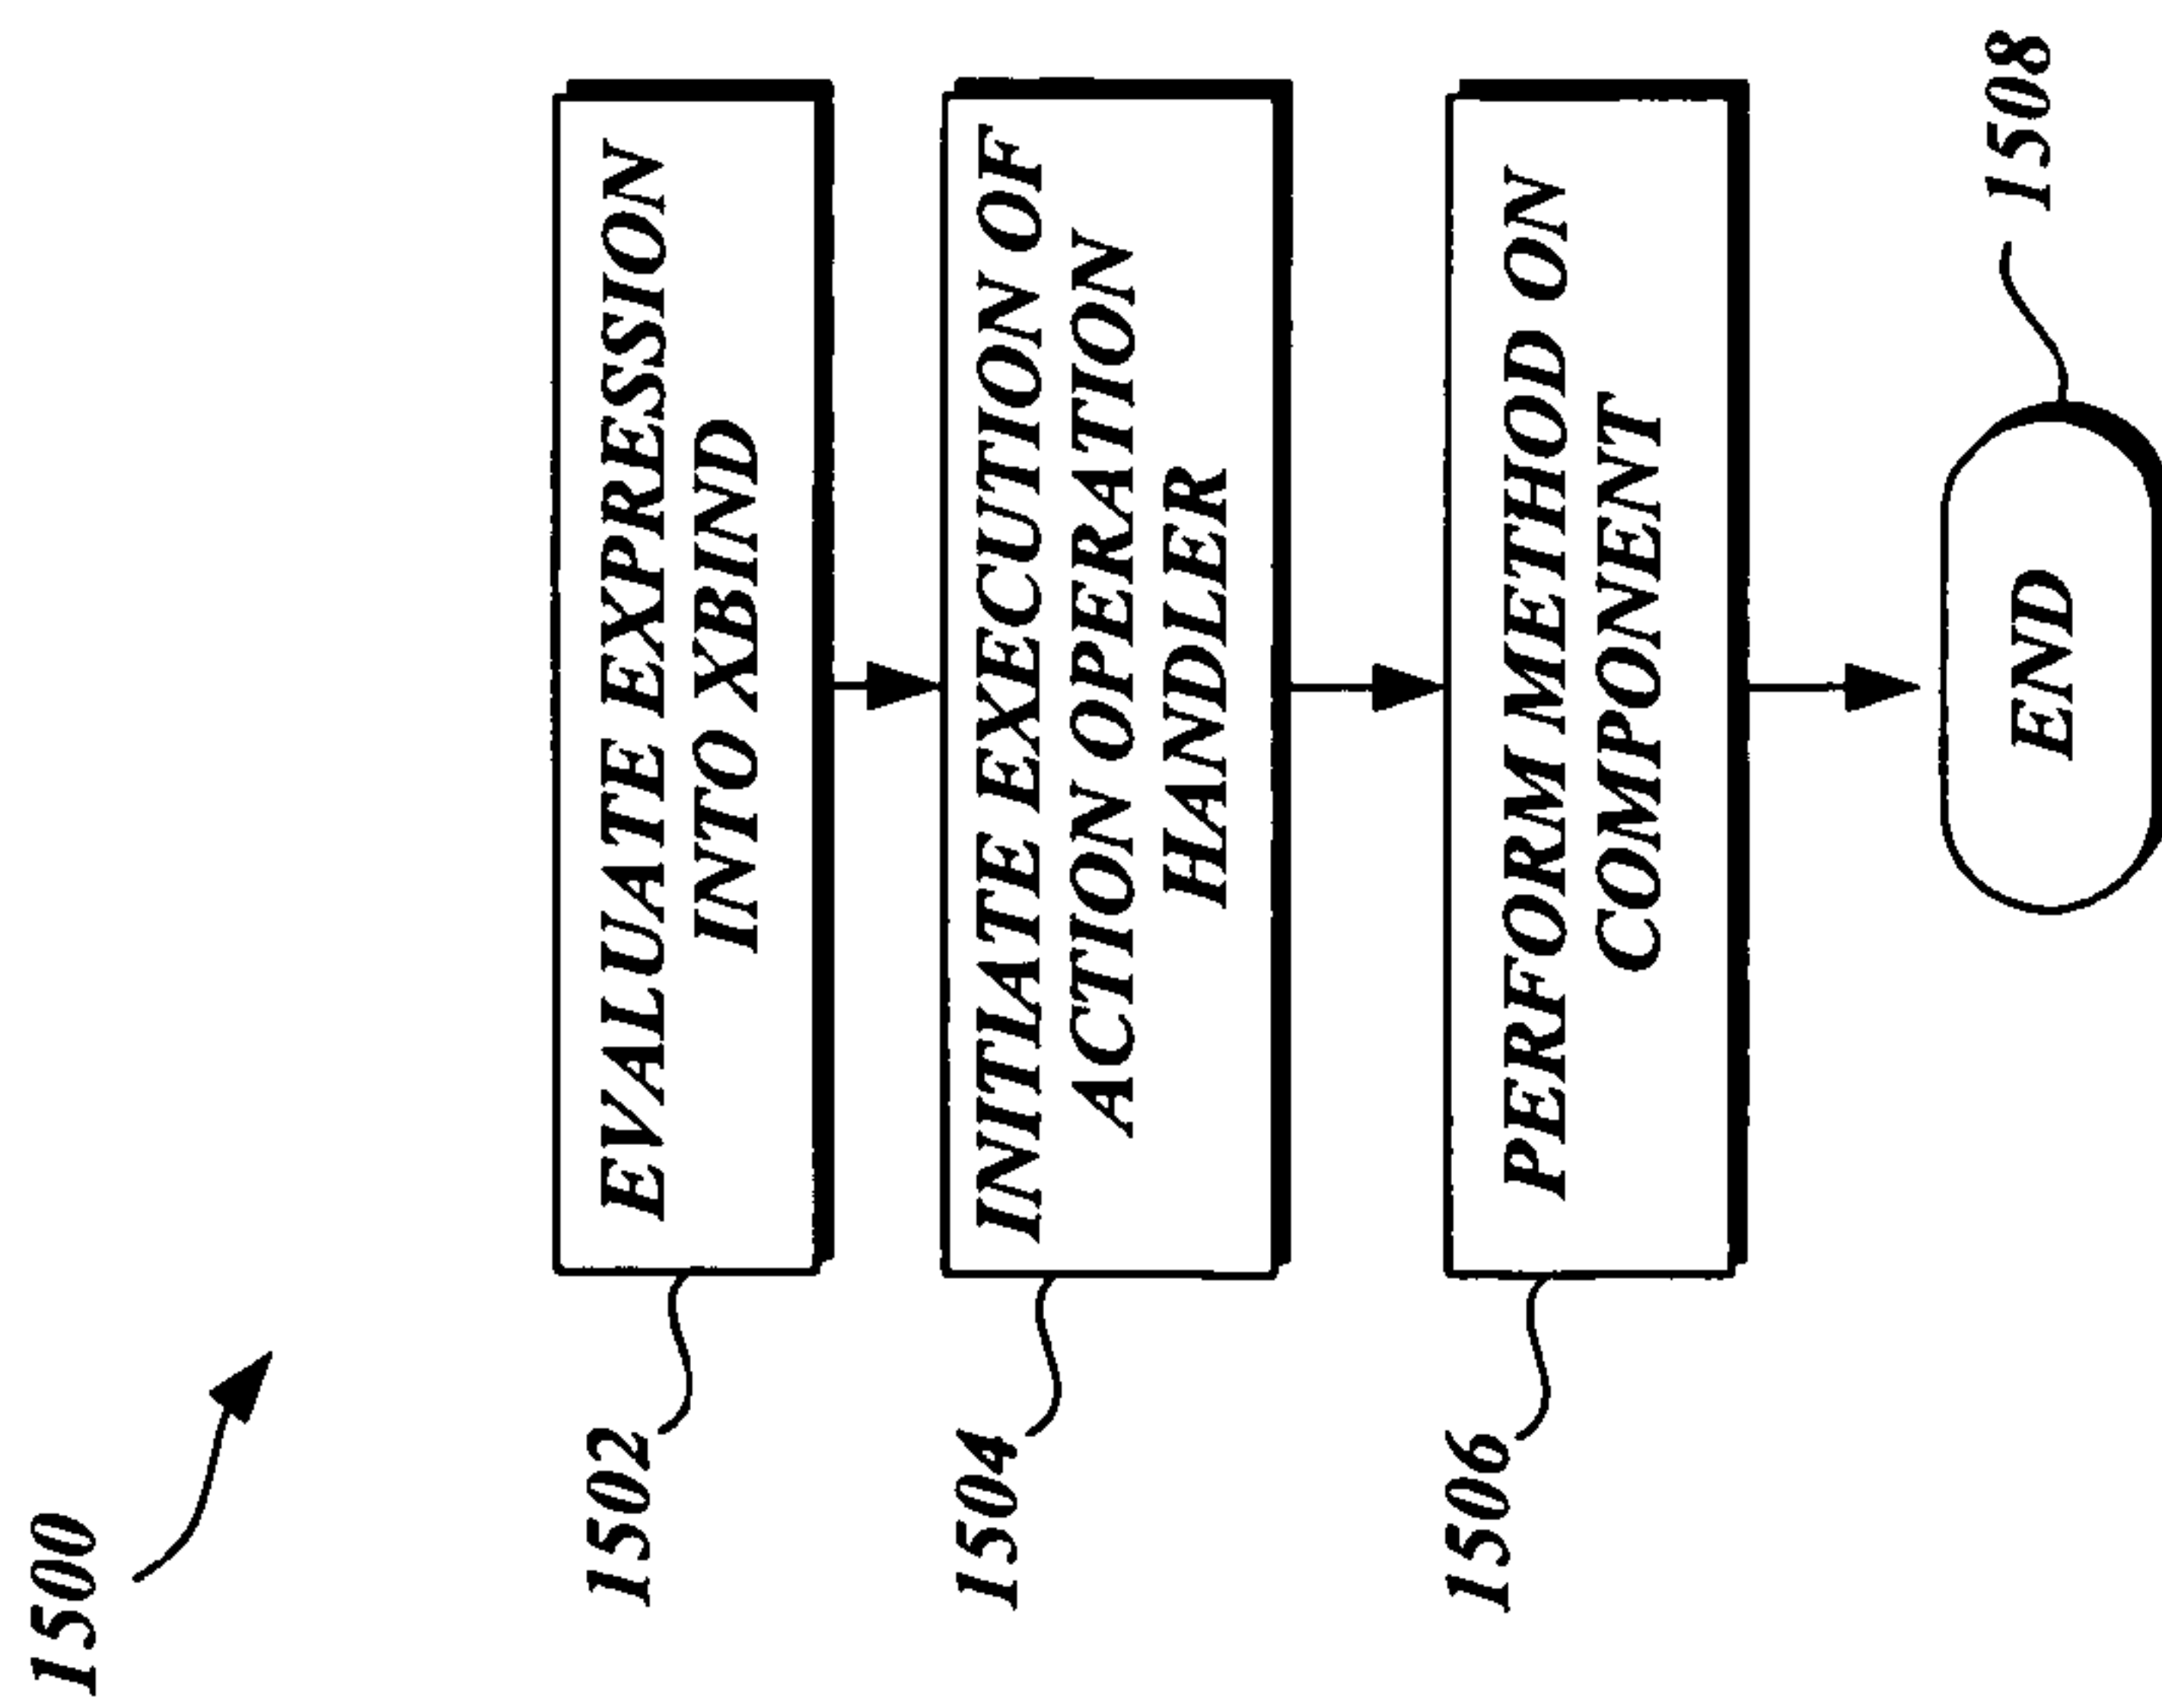 1500
1502
EVALUATE EXPRESSION
INTO XBIND
1504
INITIATE EXECUTION OF
ACTION OPERATION
HANDLER
1506
PERFORM METHOD ON
COMPONENT
END
1508